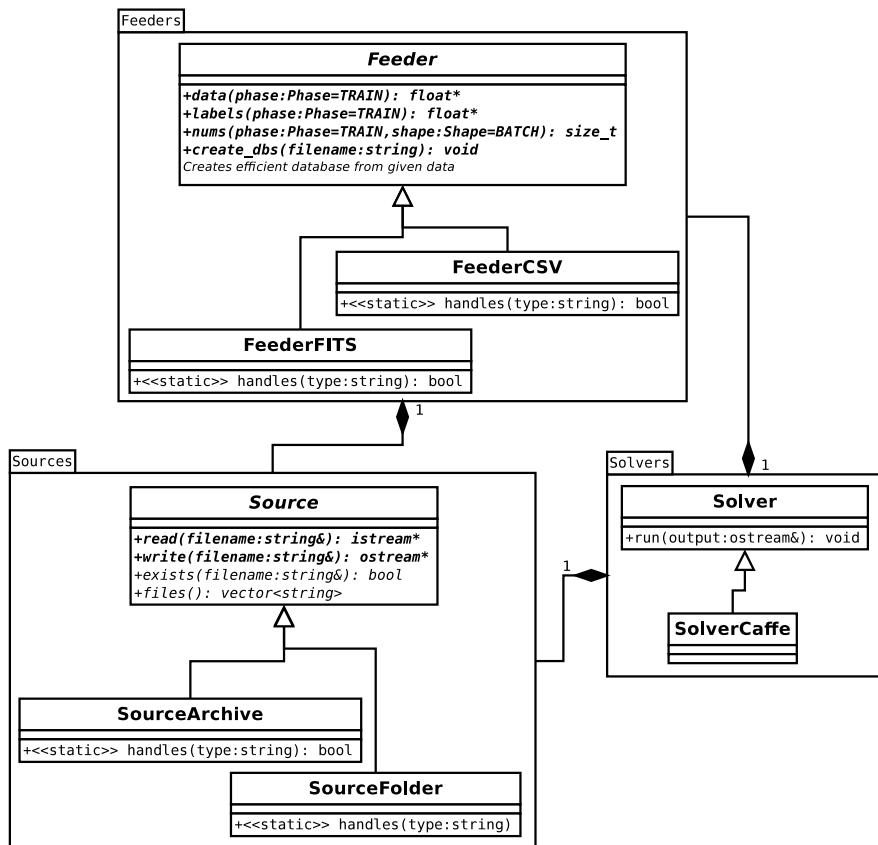 Feeders
Feeder
+data(phase:Phase=TRAIN): float*
+labels(phase:Phase=TRAIN): float*
+nums(phase:Phase=TRAIN,shape:Shape=BATCH): size_t
+create_dbs(filename:string): void
Creates efficient database from given data
FeederCSV
+<<static>> handles(type:string): bool
FeederFITS
+<<static>> handles(type:string): bool
1
Sources
Source
+read(filename:string&): istream*
+write(filename:string&): ostream*
+exists(filename:string&): bool
+files(): vector<string>
SourceArchive
+<<static>> handles(type:string): bool
SourceFolder
+<<static>> handles(type:string)
1
1
Solvers
Solver
+run(output:ostream&): void
SolverCaffe